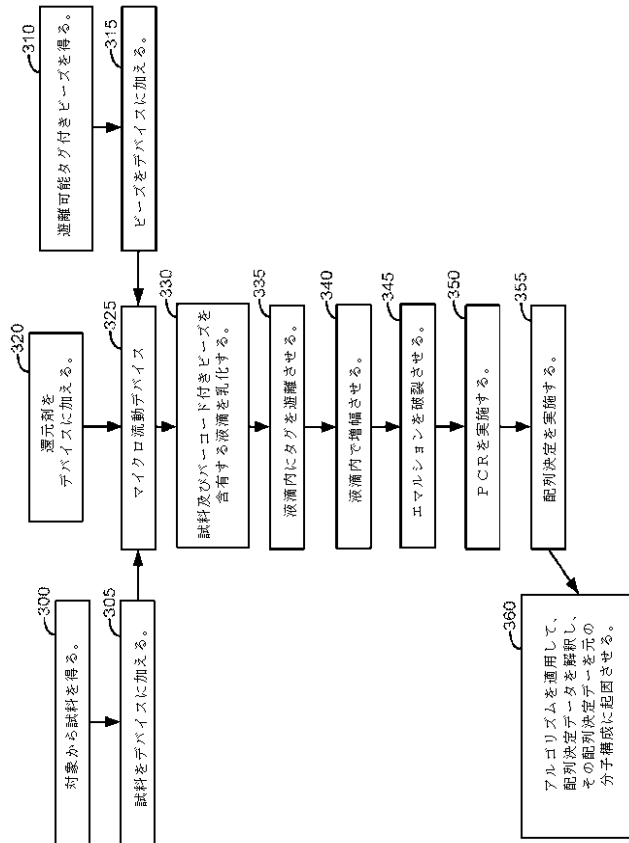 300
対象から試料を得る。
305
試料をデバイスに加える。
320
還元剤を
デバイスに加える。
310
遊離可能タグ付きビーズを得る。
315
ビーズをデバイスに加える。
325
マイクロ流動デバイス
330
試料及びバーコード付きビーズを
含有する液滴を乳化する。
335
液滴内にタグを遊離させる。
340
液滴内で増幅させる。
345
エマルションを破裂させる。
350
PCRを実施する。
355
配列決定を実施する。
360
アルゴリズムを適用して、
配列決定データを解釈し、
その配列決定デーを元の
分子構成に起因させる。